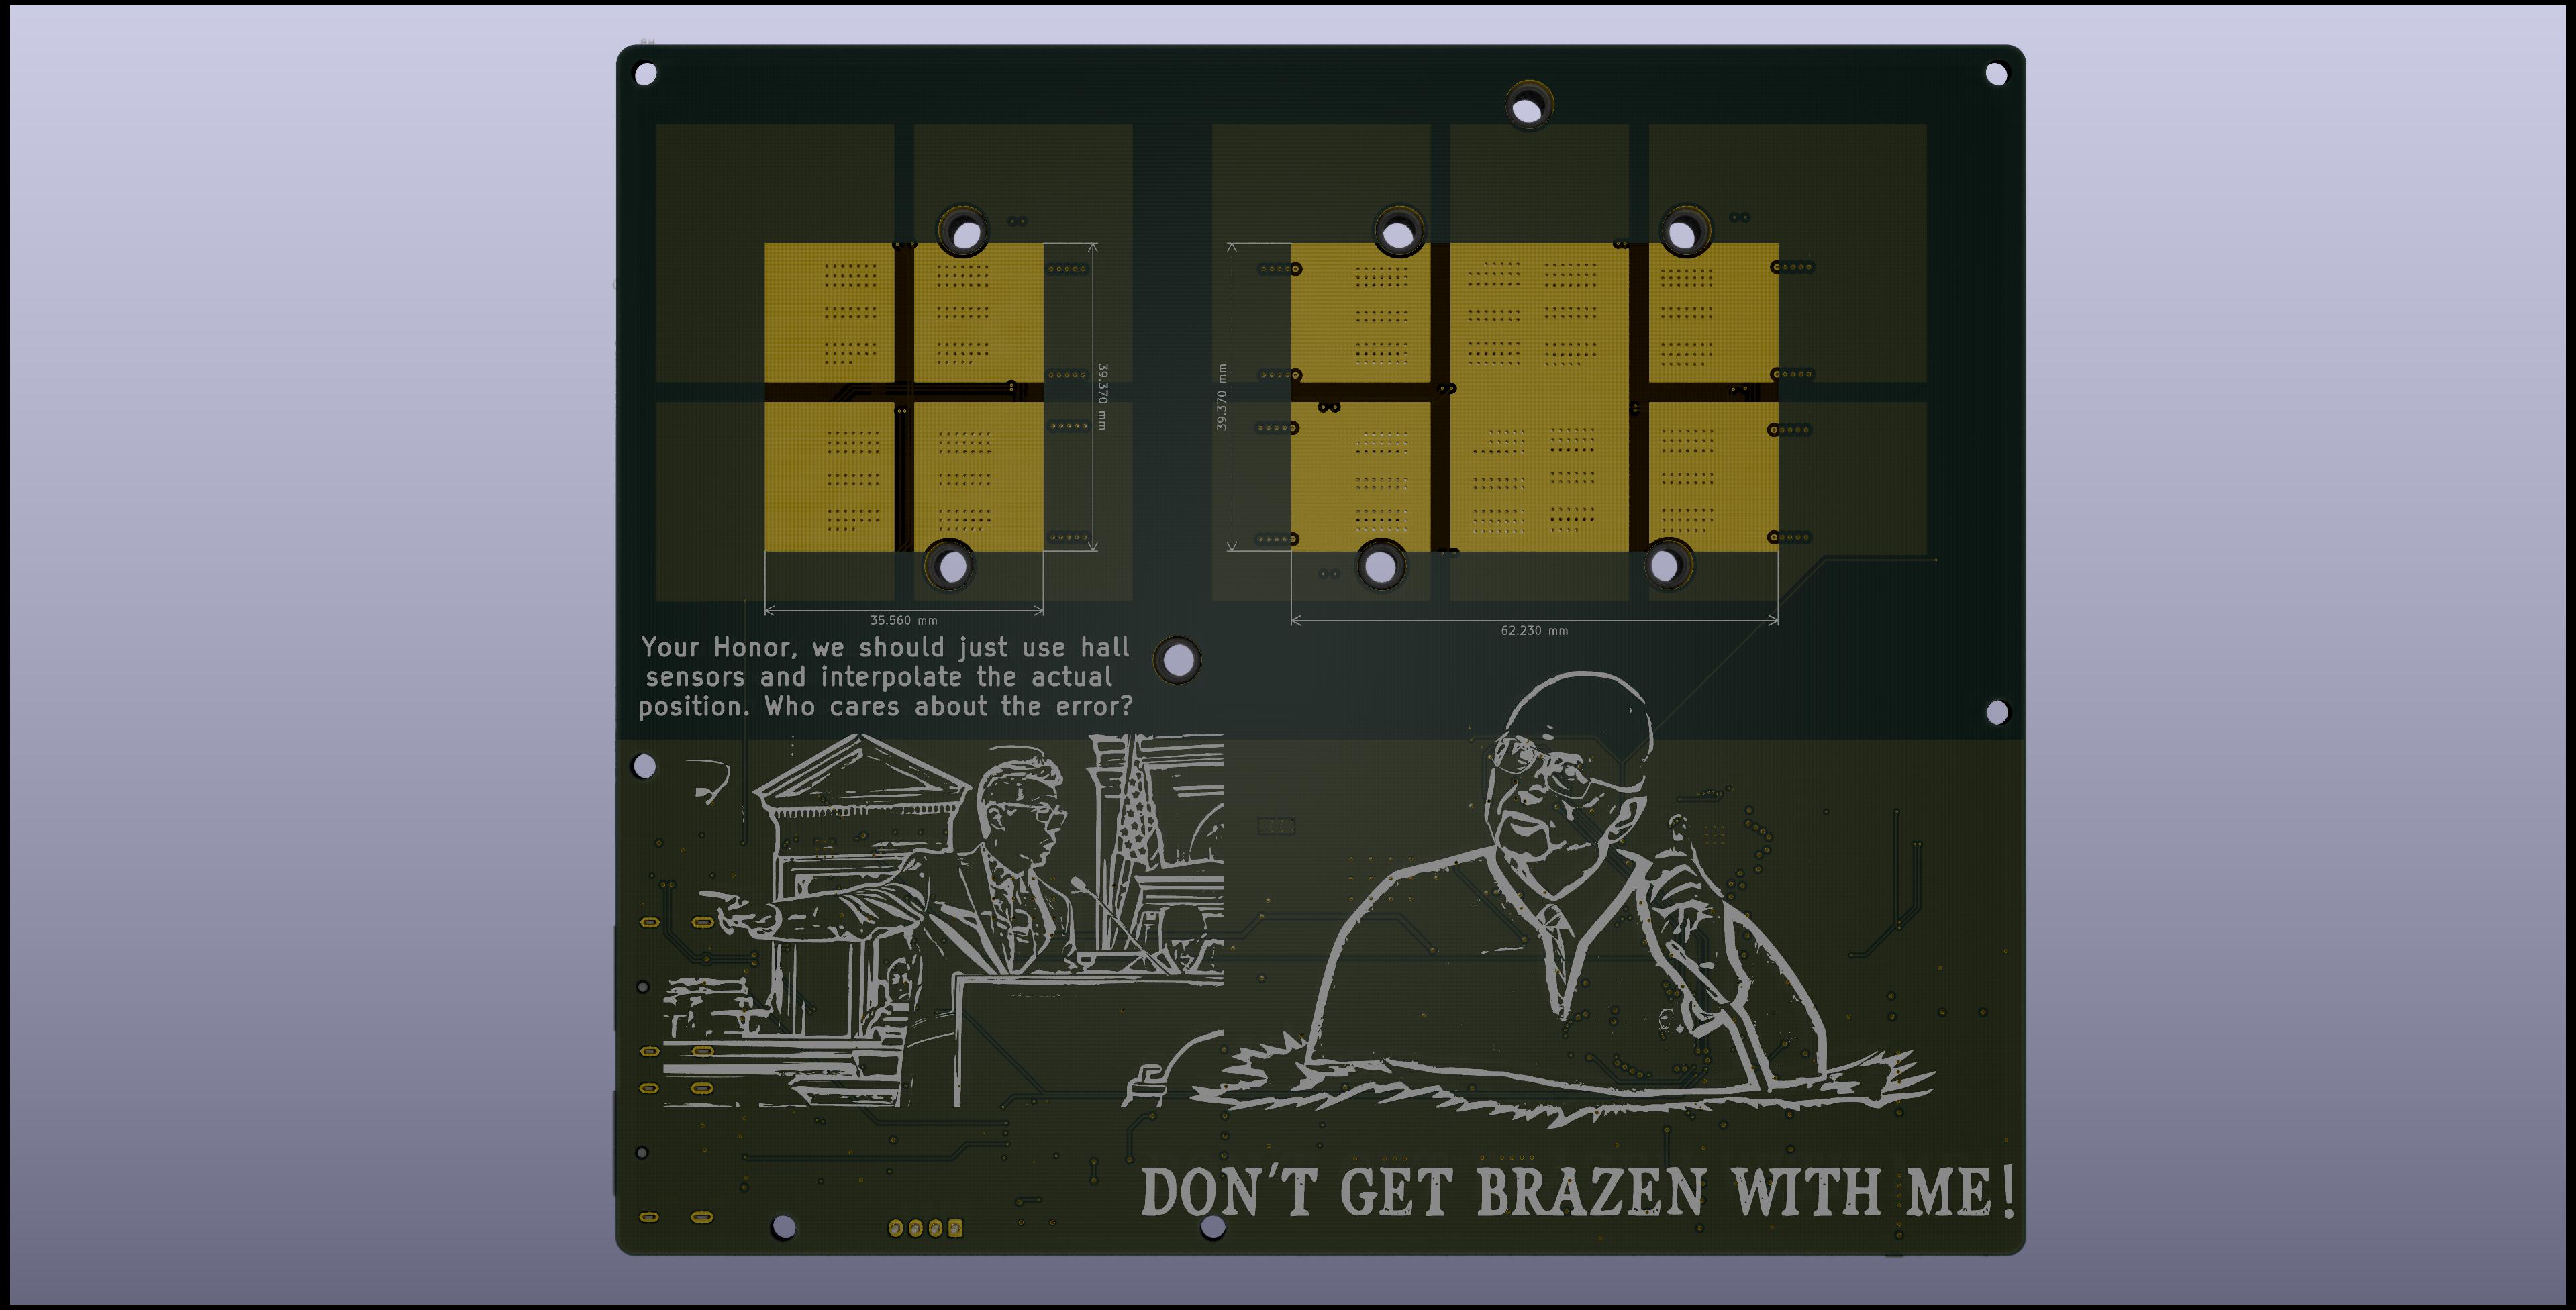 39.370 mm
39.370 mm
35.560 mm
62.230 mm
Your Honor, we should just use hall
sensors and interpolate the actual
position. Who cares about the error?
DON'T GET BRAZEN WITH ME!